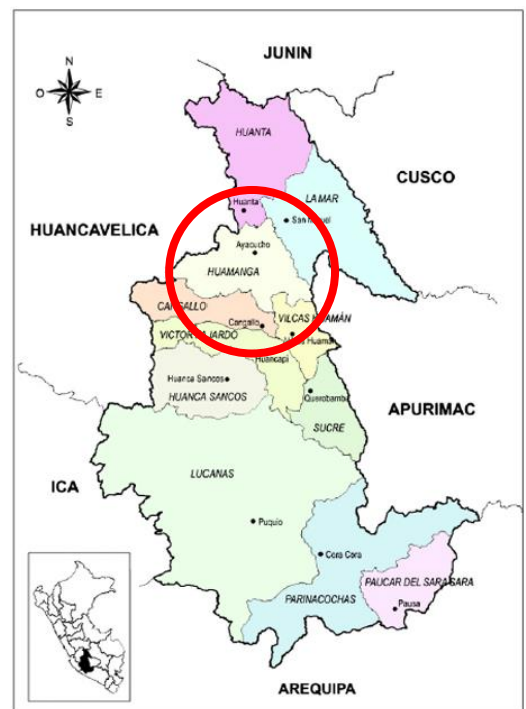 JUNIN
N
O
E
S
HUANTA
CUSCO
LA MAR
Huanta
San Miguel
HUANCAVELICA
Ayacucho
HUAMANGA
CANGALLO
VILCAS HUAMÁN
Cangallo
VICTOR FAJARDO
Huancapi
Huanca Sancos
HUANCA SANCOS
Querobamba
APURIMAC
SUCRE
LUCANAS
ICA
Puquio
Cora Cora
PAUCAR DEL SARA SARA
PARINACOCHAS
Pausa
AREQUIPA